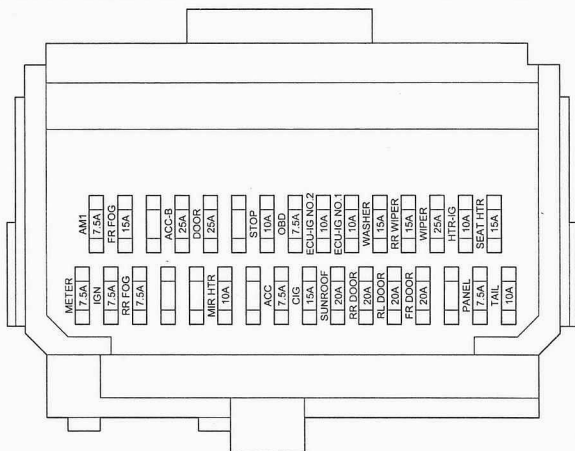 AM1
7.5A
FR FOG
15A
ACC-B
25A
DOOR
25A
STOP
10A
OBD
7.5A
ECU-IG NO.2
10A
ECU-IG NO.1
10A
WASHER
15A
RR WIPER
15A
WIPER
25A
HTR-IG
10A
SEAT HTR
15A
METER
7.5A
IGN
7.5A
RR FOG
7.5A
MIR HTR
10A
ACC
7.5A
CIG
15A
SUNROOF
20A
RR DOOR
20A
RL DOOR
20A
FR DOOR
20A
PANEL
7.5A
TAIL
10A